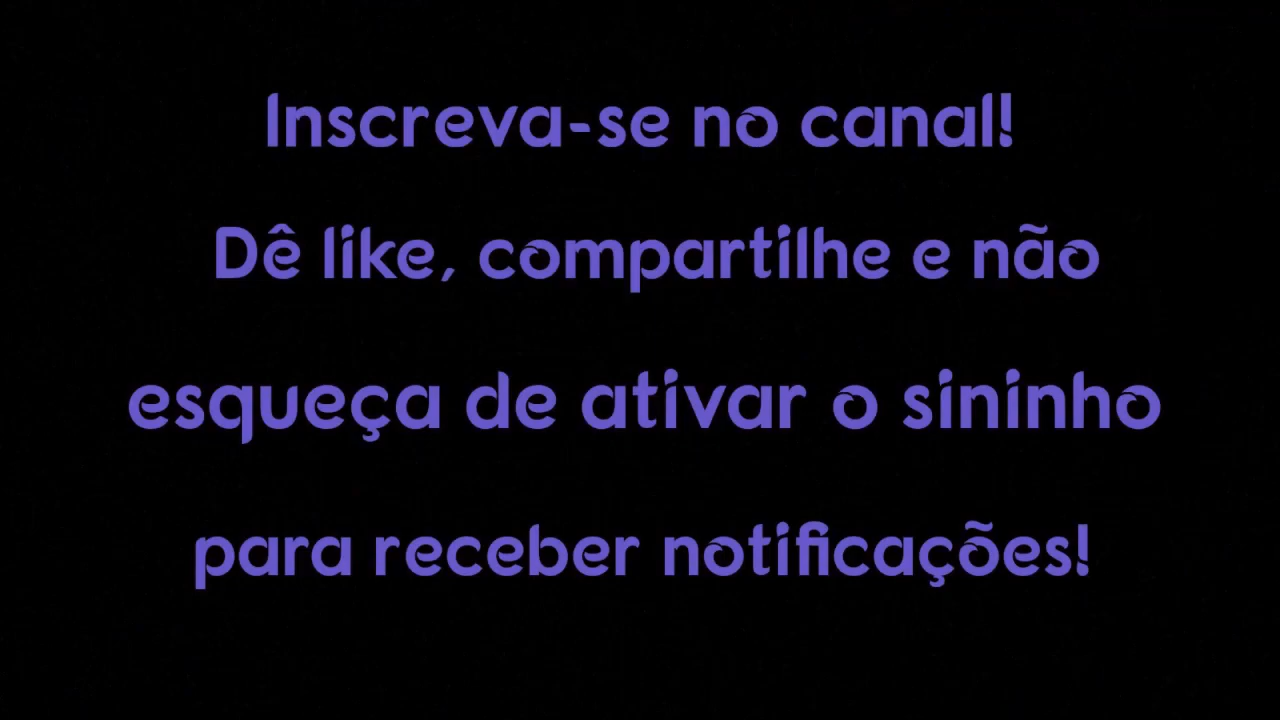 Inscreva-se no canal!
Dê like, compartilhe e não
esqueça de ativar o sininho
para receber notificações!